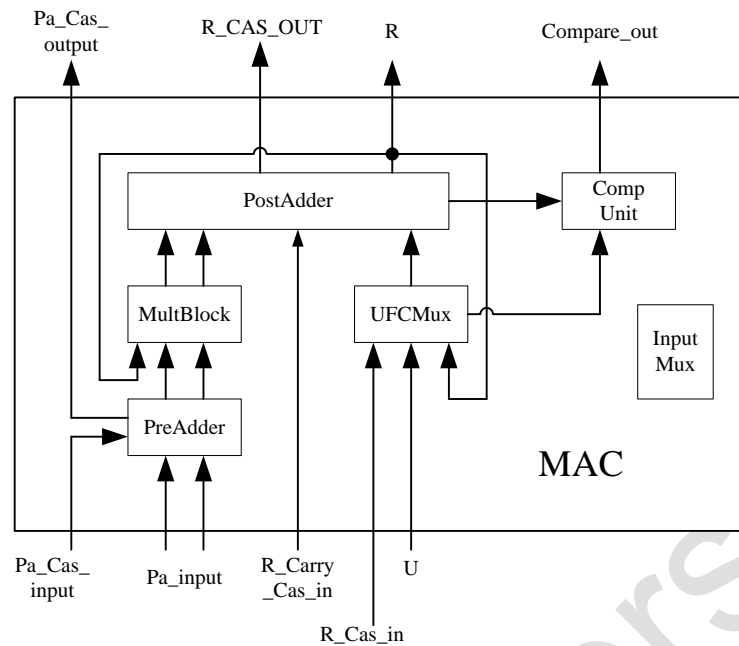 Pa_Cas_
output
R_CAS_OUT
R
Compare_out
PostAdder
Comp
Unit
MultBlock
UFCMux
Input
Mux
PreAdder
MAC
Pa_Cas_
input
Pa_input
R_Carry
_Cas_in
U
R_Cas_in
ers